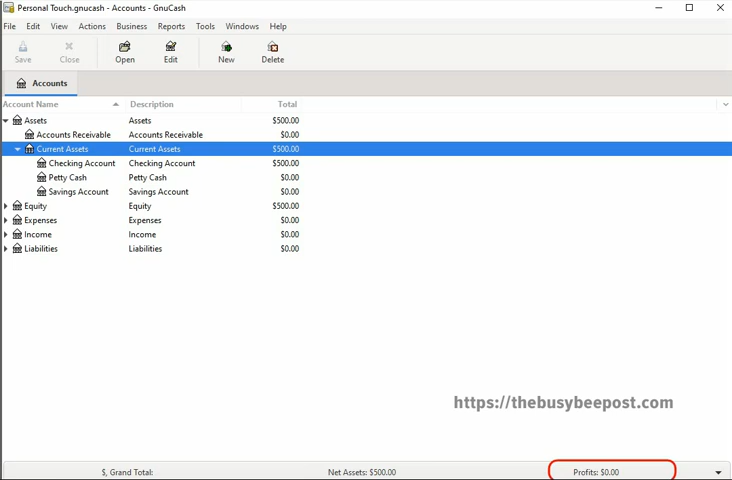 Personal Touch.gnucash - Accounts - GnuCash
File Edit View Actions Business Reports Tools Windows Help
Save Close Open Edit New Delete
Accounts
Account Name Description Total
Assets Assets $500.00
Accounts Receivable Accounts Receivable $0.00
Current Assets Current Assets $500.00
Checking Account Checking Account $500.00
Petty Cash Petty Cash $0.00
Savings Account Savings Account $0.00
Equity Equity $500.00
Expenses Expenses $0.00
Income Income $0.00
Liabilities Liabilities $0.00
https://thebusybeepost.com
$, Grand Total: Net Assets: $500.00 Profits: $0.00